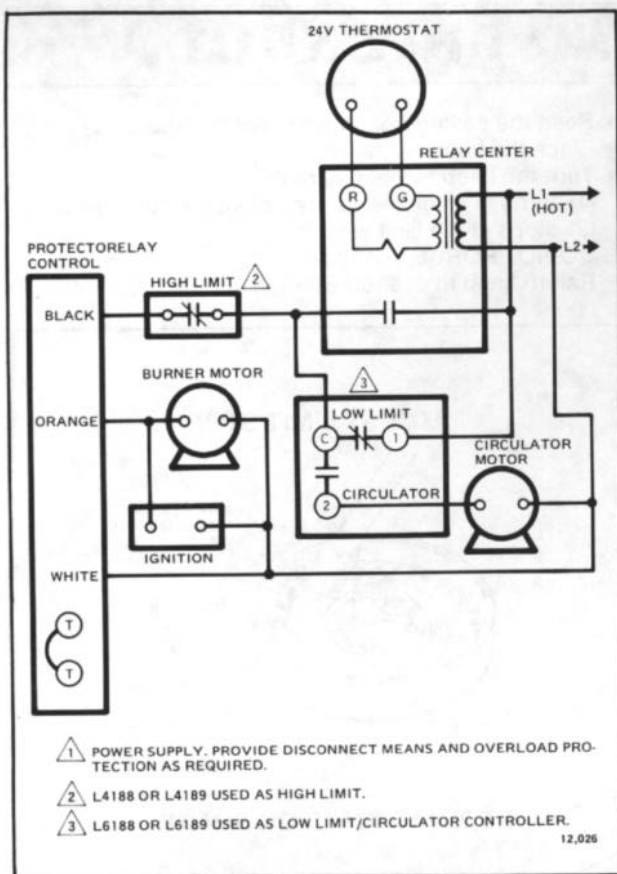 24V THERMOSTAT
RELAY CENTER
R
G
L1
(HOT)
L2
PROTECTORELAY
CONTROL
HIGH LIMIT 2
BLACK
BURNER MOTOR
3
ORANGE
LOW LIMIT
C
1
CIRCULATOR
MOTOR
2
CIRCULATOR
IGNITION
WHITE
T
T
1 POWER SUPPLY. PROVIDE DISCONNECT MEANS AND OVERLOAD PRO-
TECTION AS REQUIRED.
2 L4188 OR L4189 USED AS HIGH LIMIT.
3 L6188 OR L6189 USED AS LOW LIMIT/CIRCULATOR CONTROLLER.
12,026